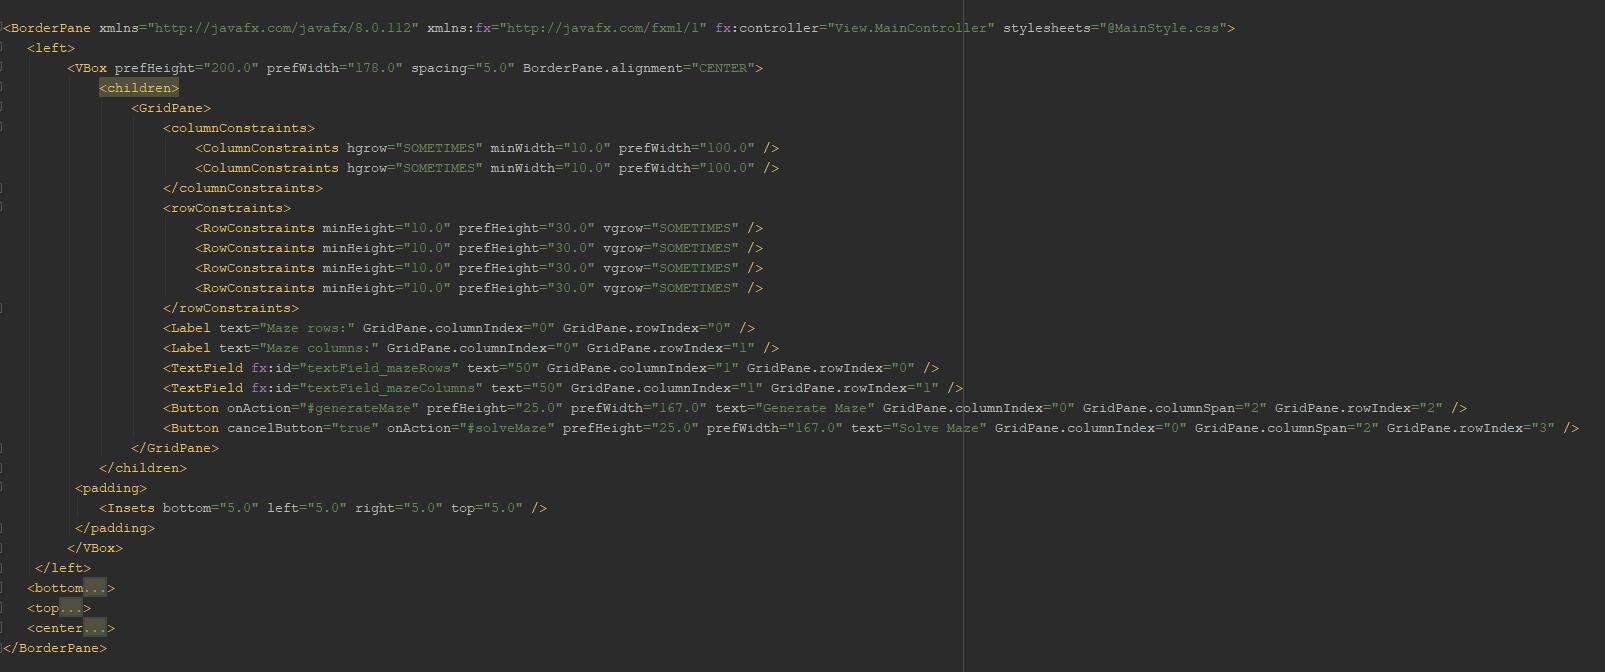 <BorderPane xmlns="http://javafx.com/javafx/8.0.112" xmlns:fx="http://javafx.com/fxml/1" fx:controller="View.MainController" stylesheets="@MainStyle.css">
<left>
<VBox prefHeight="200.0" prefWidth="178.0" spacing="5.0" BorderPane.alignment="CENTER">
<children>
<GridPane>
<columnConstraints>
<ColumnConstraints hgrow="SOMETIMES" minWidth="10.0" prefWidth="100.0" />
<ColumnConstraints hgrow="SOMETIMES" minWidth="10.0" prefWidth="100.0" />
</columnConstraints>
<rowConstraints>
<RowConstraints minHeight="10.0" prefHeight="30.0" vgrow="SOMETIMES" />
<RowConstraints minHeight="10.0" prefHeight="30.0" vgrow="SOMETIMES" />
<RowConstraints minHeight="10.0" prefHeight="30.0" vgrow="SOMETIMES" />
<RowConstraints minHeight="10.0" prefHeight="30.0" vgrow="SOMETIMES" />
</rowConstraints>
<Label text="Maze rows:" GridPane.columnIndex="0" GridPane.rowIndex="0" />
<Label text="Maze columns:" GridPane.columnIndex="0" GridPane.rowIndex="1" />
<TextField fx:id="textField_mazeRows" text="50" GridPane.columnIndex="1" GridPane.rowIndex="0" />
<TextField fx:id="textField_mazeColumns" text="50" GridPane.columnIndex="1" GridPane.rowIndex="1" />
<Button onAction="#generateMaze" prefHeight="25.0" prefWidth="167.0" text="Generate Maze" GridPane.columnIndex="0" GridPane.columnSpan="2" GridPane.rowIndex="2" />
<Button cancelButton="true" onAction="#solveMaze" prefHeight="25.0" prefWidth="167.0" text="Solve Maze" GridPane.columnIndex="0" GridPane.columnSpan="2" GridPane.rowIndex="3" />
</GridPane>
</children>
<padding>
<Insets bottom="5.0" left="5.0" right="5.0" top="5.0" />
</padding>
</VBox>
</left>
<bottom...>
<top...>
<center...>
</BorderPane>